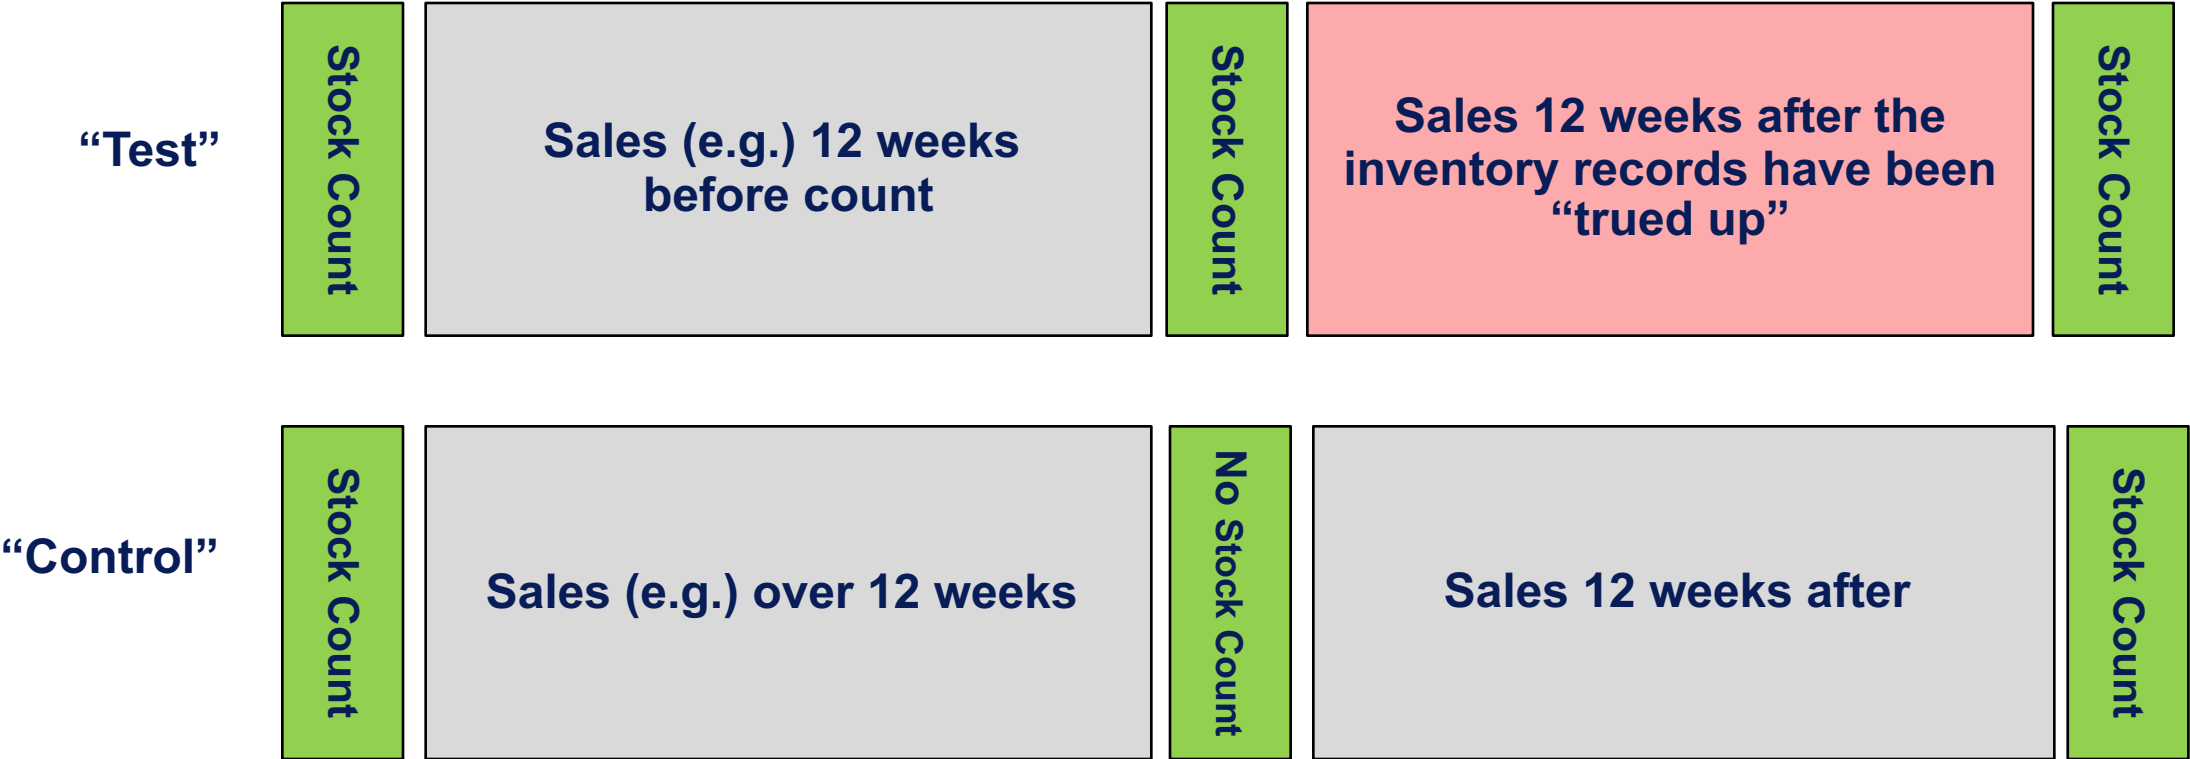 “Test”
Stock Count
Sales (e.g.) 12 weeks
before count
Stock Count
Sales 12 weeks after the
inventory records have been
“trued up”
Stock Count
“Control”
Stock Count
Sales (e.g.) over 12 weeks
No Stock Count
Sales 12 weeks after
Stock Count